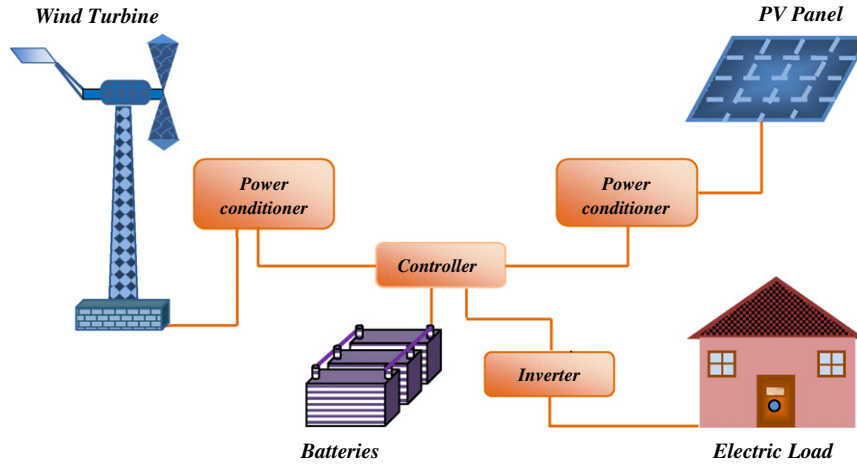 Wind Turbine
PV Panel
Power
conditioner
Power
conditioner
Controller
Inverter
Batteries
Electric Load